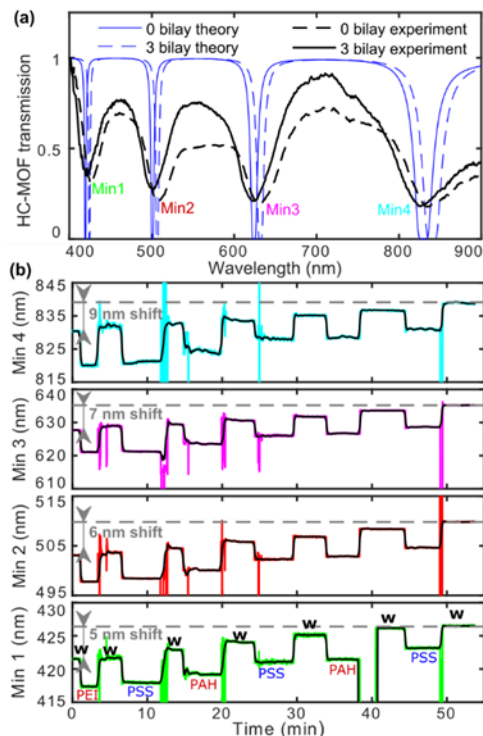 (a)
0 bilay theory
0 bilay experiment
3 bilay theory
3 bilay experiment
HC-MOF transmission
1
0.5
0
Min1
Min2
Min3
Min4
400
500
600
700
800
900
Wavelength (nm)
(b)
Min 4 (nm)
845
835
825
815
9 nm shift
Min 3 (nm)
640
630
620
610
7 nm shift
Min 2 (nm)
515
505
495
6 nm shift
Min 1 (nm)
430
425
420
415
5 nm shift
w
w
w
w
w
w
w
PEI
PSS
PAH
PSS
PAH
PSS
0
10
20
30
40
50
Time (min)